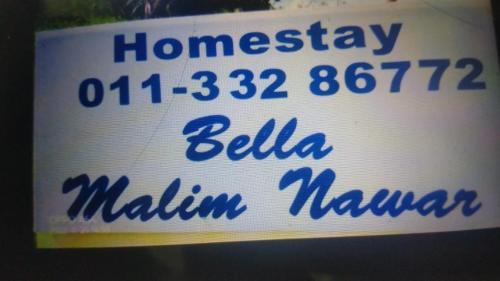 Homestay
011-332 86772
Bella
Malim Nawar